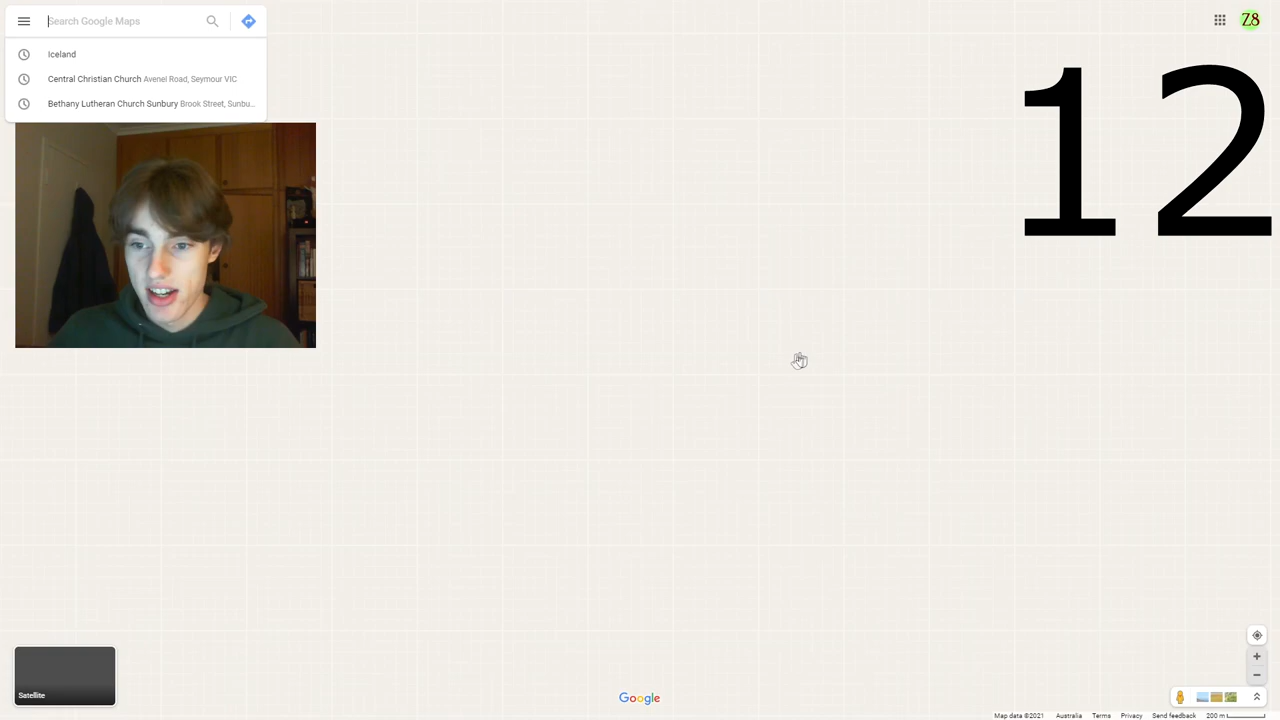 Search Google Maps
Z8
Iceland
Central Christian Church Avenel Road, Seymour VIC
Bethany Lutheran Church Sunbury Brook Street, Sunbu...
12
Satellite
Google
Map data ©2021 Australia Terms Privacy Send feedback 200 m